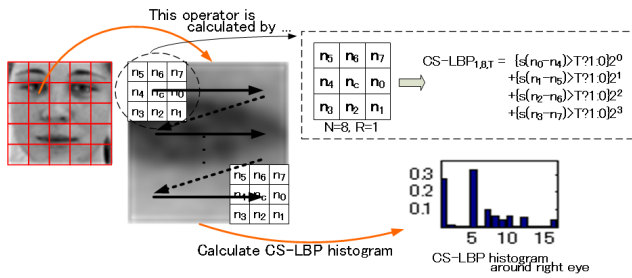 This operator is
calculated by ...
n5 n6 n7
n4 nc n0
n3 n2 n1
n5 n6 n7
n4 nc n0
n3 n2 n1
N=8, R=1
CS-LBP1,8,T = {s(n0-n4)>T?1:0}2^0
+{s(n1-n5)>T?1:0}2^1
+{s(n2-n6)>T?1:0}2^2
+{s(n3-n7)>T?1:0}2^3
n5 n6 n7
n4 nc n0
n3 n2 n1
Calculate CS-LBP histogram
0.3
0.2
0.1
5 10 15
CS-LBP histogram
around right eye